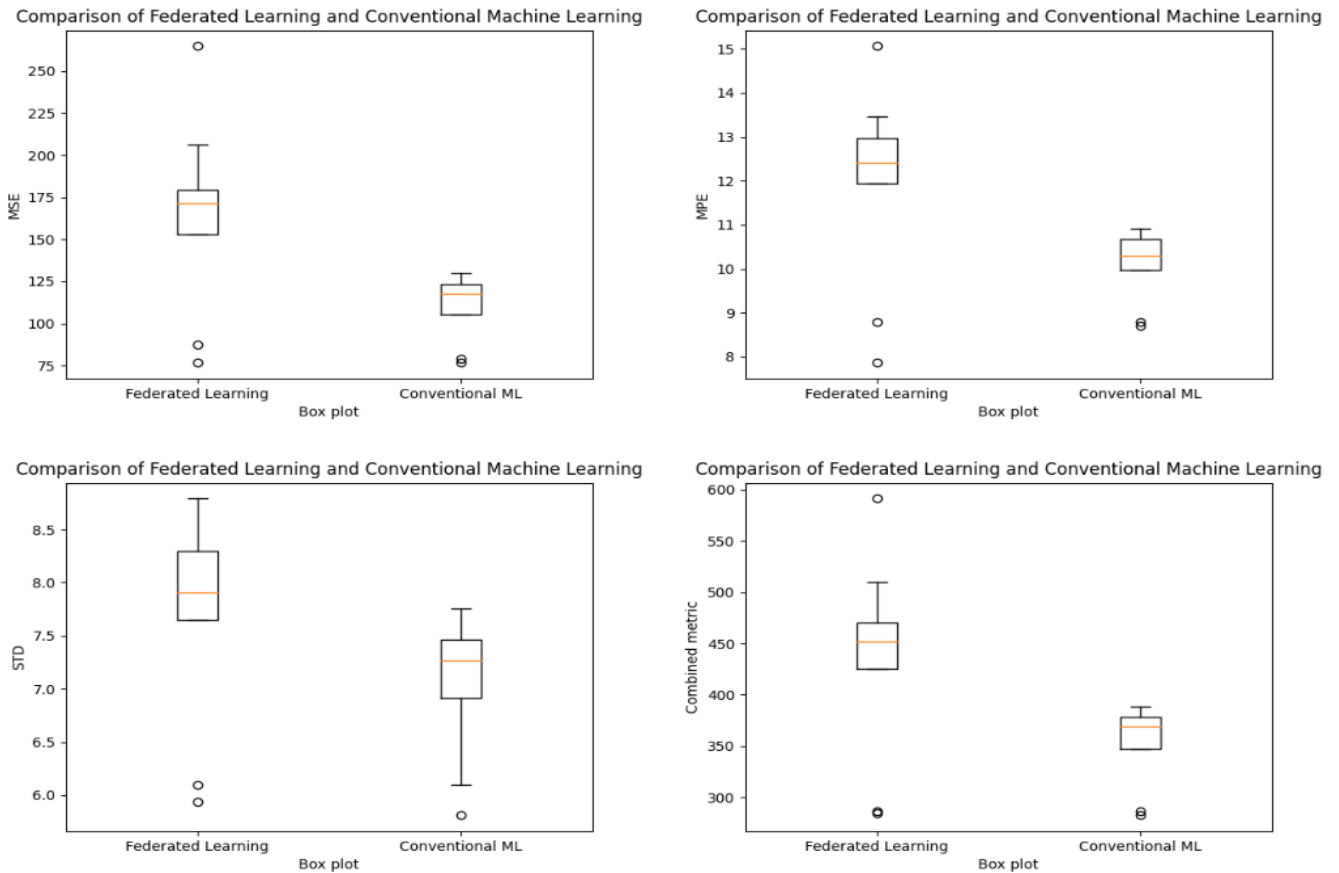 Comparison of Federated Learning and Conventional Machine Learning
250
225
200
175
150
125
100
75
MSE
Federated Learning
Conventional ML
Box plot
Comparison of Federated Learning and Conventional Machine Learning
15
14
13
12
11
10
9
8
MPE
Federated Learning
Conventional ML
Box plot
Comparison of Federated Learning and Conventional Machine Learning
8.5
8.0
7.5
7.0
6.5
6.0
STD
Federated Learning
Conventional ML
Box plot
Comparison of Federated Learning and Conventional Machine Learning
600
550
500
450
400
350
300
Combined metric
Federated Learning
Conventional ML
Box plot